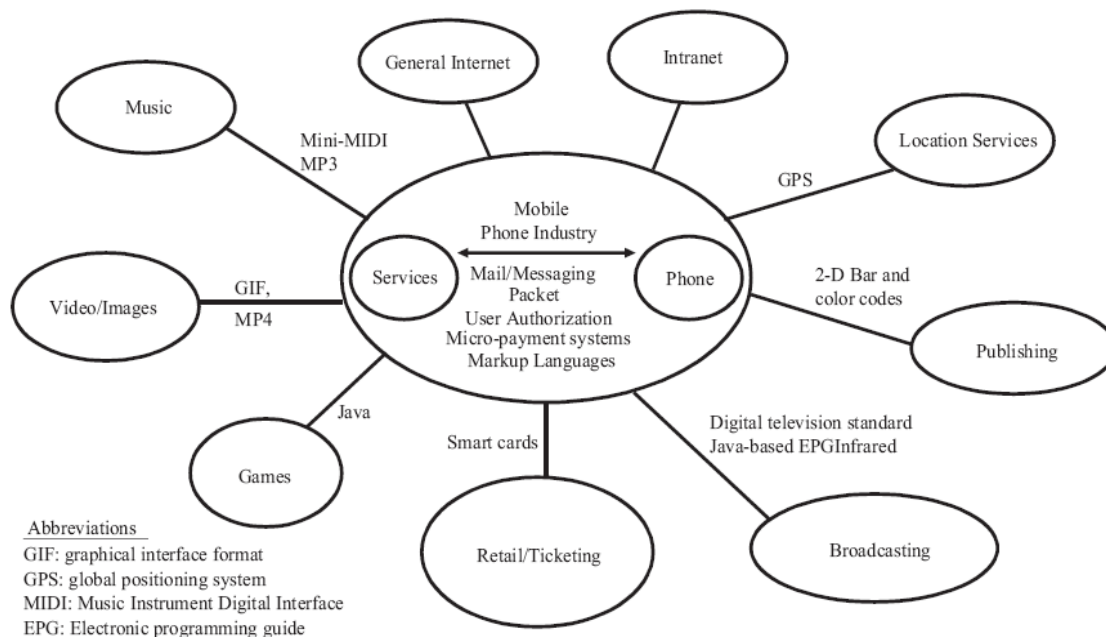 General Internet
Intranet
Music
Mini-MIDI
MP3
Location Services
GPS
Mobile
Phone Industry
Services
Phone
Mail/Messaging
Packet
User Authorization
Micro-payment systems
Markup Languages
Video/Images
GIF,
MP4
2-D Bar and
color codes
Publishing
Java
Games
Smart cards
Retail/Ticketing
Digital television standard
Java-based EPGInfrared
Broadcasting
Abbreviations
GIF: graphical interface format
GPS: global positioning system
MIDI: Music Instrument Digital Interface
EPG: Electronic programming guide